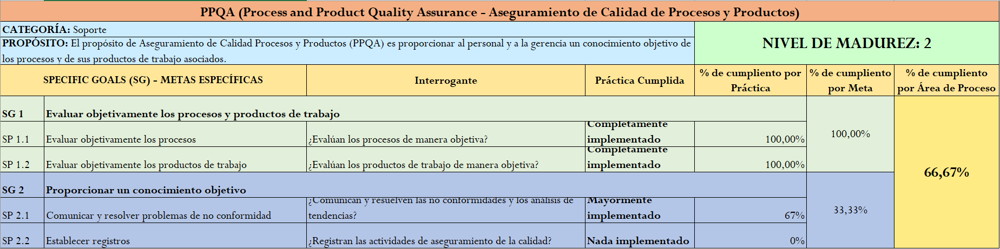 PPQA (Process and Product Quality Assurance - Aseguramiento de Calidad de Procesos y Productos)
CATEGORÍA: Soporte
PROPÓSITO: El propósito de Aseguramiento de Calidad Procesos y Productos (PPQA) es proporcionar al personal y a la gerencia un conocimiento objetivo de
los procesos y de sus productos de trabajo asociados.
NIVEL DE MADUREZ: 2
SPECIFIC GOALS (SG) - METAS ESPECÍFICAS
Interrogante
Práctica Cumplida
% de cumpliento por
Práctica
% de cumpliento
por Meta
% de cumpliento
por Área de Proceso
SG 1
Evaluar objetivamente los procesos y productos de trabajo
SP 1.1
Evaluar objetivamente los procesos
¿Evalúan los procesos de manera objetiva?
Completamente
implementado
100,00%
SP 1.2
Evaluar objetivamente los productos de trabajo
¿Evalúan los productos de trabajo de manera objetiva?
Completamente
implementado
100,00%
100,00%
SG 2
Proporcionar un conocimiento objetivo
SP 2.1
Comunicar y resolver problemas de no conformidad
¿Comunican y resuelven las no conformidades y los análisis de
tendencias?
Mayormente
implementado
67%
SP 2.2
Establecer registros
¿Registran las actividades de aseguramiento de la calidad?
Nada implementado
0%
33,33%
66,67%